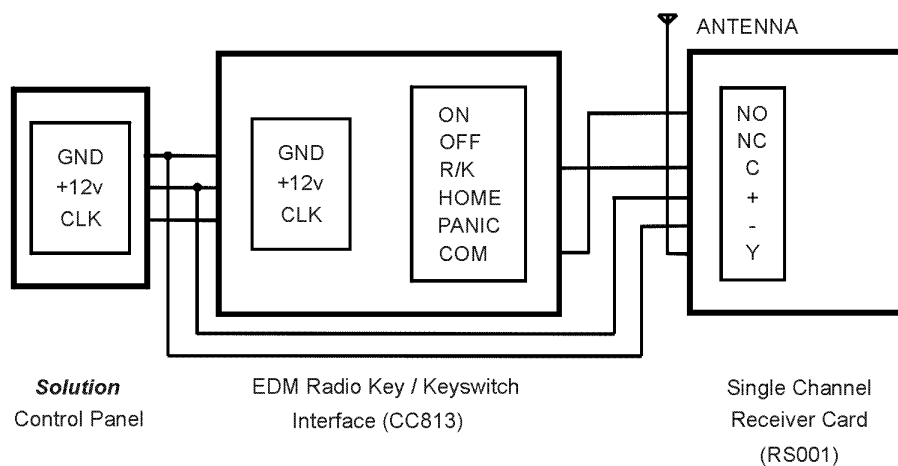 ANTENNA
GND
+12v
CLK
GND
+12v
CLK
ON
OFF
R/K
HOME
PANIC
COM
NO
NC
C
+
-
Y
Solution
Control Panel
EDM Radio Key / Keyswitch
Interface (CC813)
Single Channel
Receiver Card
(RS001)